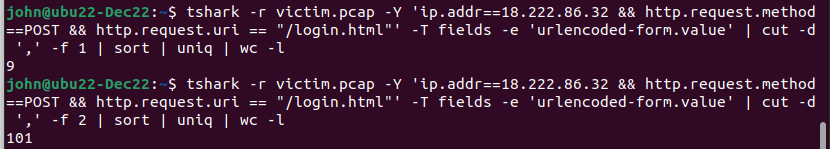 john@ubu22-Dec22:~$ tshark -r victim.pcap -Y 'ip.addr==18.222.86.32 && http.request.method
==POST && http.request.uri == "/login.html"' -T fields -e 'urlencoded-form.value' | cut -d
 ',' -f 1 | sort | uniq | wc -l
9
john@ubu22-Dec22:~$ tshark -r victim.pcap -Y 'ip.addr==18.222.86.32 && http.request.method
==POST && http.request.uri == "/login.html"' -T fields -e 'urlencoded-form.value' | cut -d
 ',' -f 2 | sort | uniq | wc -l
101